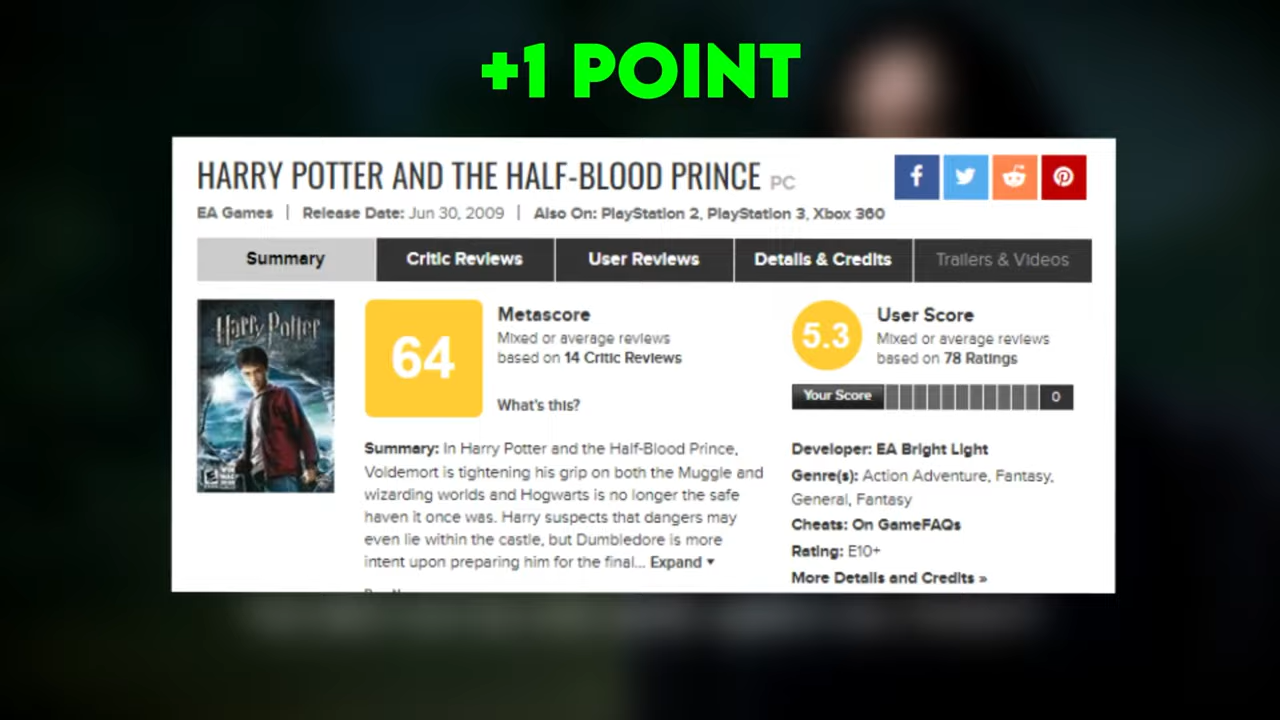 +1 POINT
HARRY POTTER AND THE HALF-BLOOD PRINCE PC
EA Games | Release Date: Jun 30, 2009 | Also On: PlayStation 2, PlayStation 3, Xbox 360
Summary Critic Reviews User Reviews Details & Credits Trailers & Videos
Harry Potter
64
Metascore
Mixed or average reviews
based on 14 Critic Reviews
What's this?
5.3
User Score
Mixed or average reviews
based on 78 Ratings
Your Score 0
Summary: In Harry Potter and the Half-Blood Prince,
Voldemort is tightening his grip on both the Muggle and
wizarding worlds and Hogwarts is no longer the safe
haven it once was. Harry suspects that dangers may
even lie within the castle, but Dumbledore is more
intent upon preparing him for the final... Expand
Developer: EA Bright Light
Genre(s): Action Adventure, Fantasy,
General, Fantasy
Cheats: On GameFAQs
Rating: E10+
More Details and Credits »